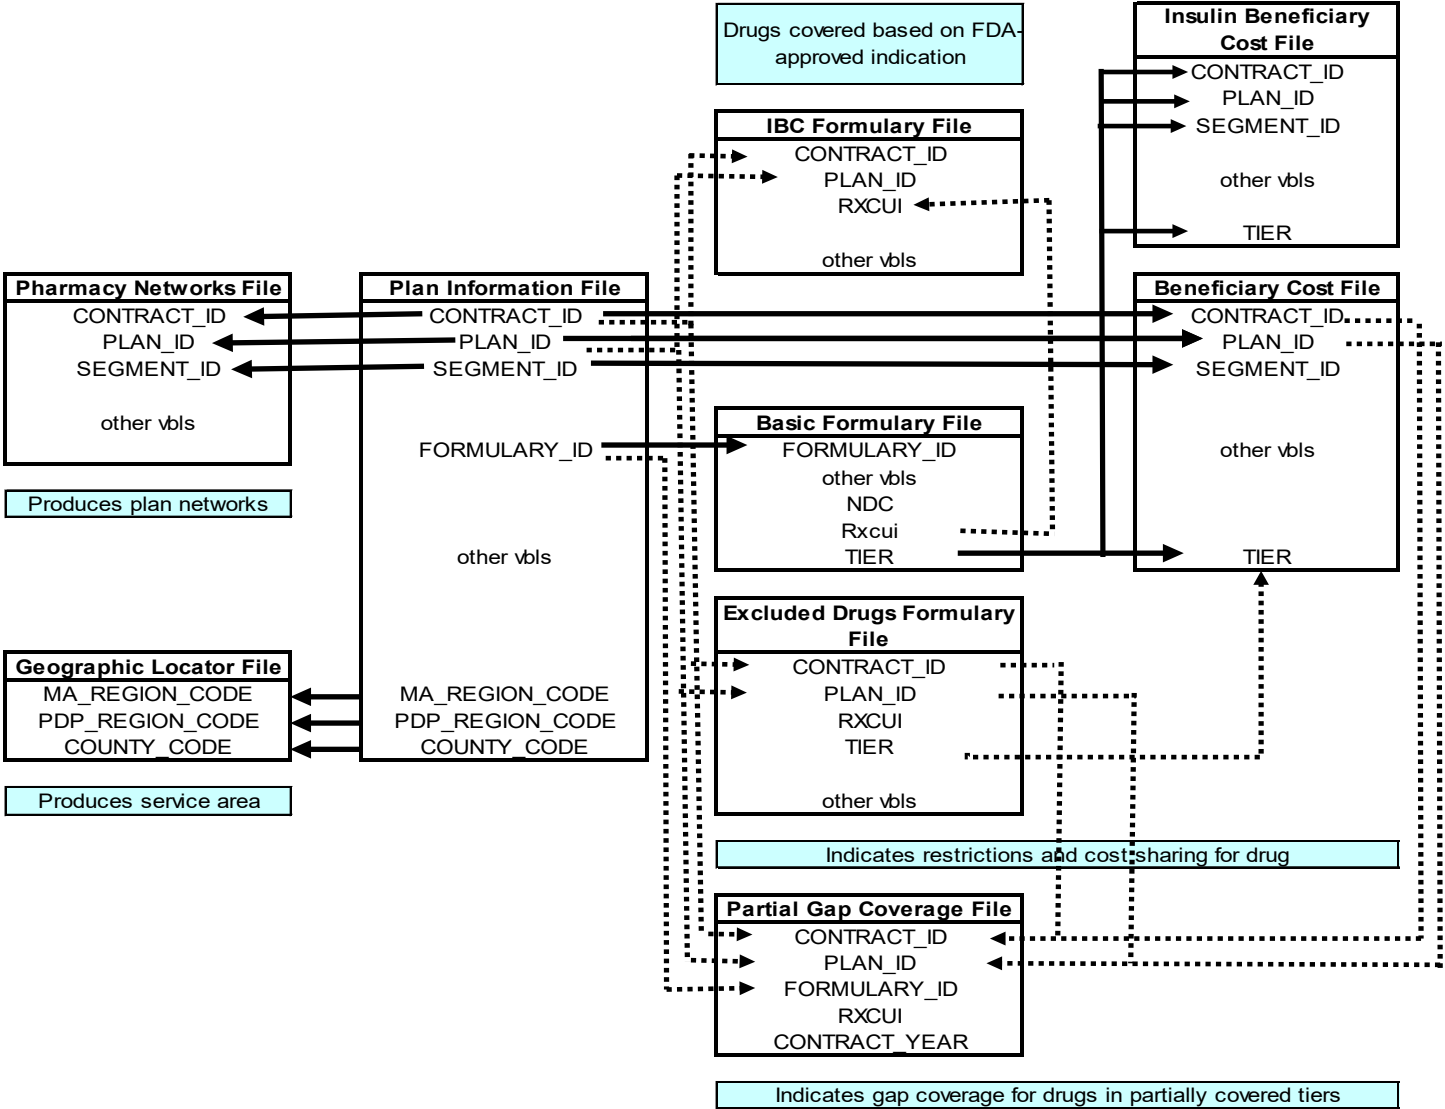 Drugs covered based on FDA-
approved indication
Insulin Beneficiary
Cost File
CONTRACT_ID
PLAN_ID
SEGMENT_ID
other vbls
TIER
IBC Formulary File
CONTRACT_ID
PLAN_ID
RXCUI
other vbls
Pharmacy Networks File
CONTRACT_ID
PLAN_ID
SEGMENT_ID
other vbls
Produces plan networks
Plan Information File
CONTRACT_ID
PLAN_ID
SEGMENT_ID
FORMULARY_ID
other vbls
MA_REGION_CODE
PDP_REGION_CODE
COUNTY_CODE
Beneficiary Cost File
CONTRACT_ID
PLAN_ID
SEGMENT_ID
other vbls
TIER
Basic Formulary File
FORMULARY_ID
other vbls
NDC
Rxcui
TIER
Geographic Locator File
MA_REGION_CODE
PDP_REGION_CODE
COUNTY_CODE
Produces service area
Excluded Drugs Formulary
File
CONTRACT_ID
PLAN_ID
RXCUI
TIER
other vbls
Indicates restrictions and cost sharing for drug
Partial Gap Coverage File
CONTRACT_ID
PLAN_ID
FORMULARY_ID
RXCUI
CONTRACT_YEAR
Indicates gap coverage for drugs in partially covered tiers